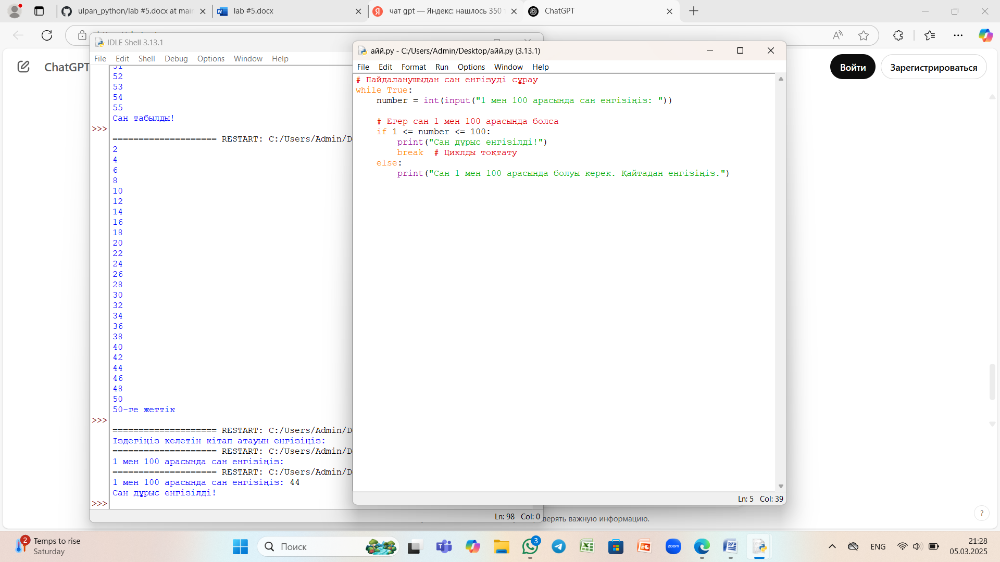 ulpan_python/lab #5.docx at mair
lab #5.docx
чат gpt — Яндекс: нашлось 350
ChatGPT
ChatGPT
Войти
Зарегистрироваться
IDLE Shell 3.13.1
File Edit Shell Debug Options Window Help
51
52
53
54
55
Сан табылды!
>>>
==================== RESTART: C:/Users/Admin/D
2
4
6
8
10
12
14
16
18
20
22
24
26
28
30
32
34
36
38
40
42
44
46
48
50
50-ге жеттік
>>>
==================== RESTART: C:/Users/Admin/D
Іздегіңіз келетін кітап атауын енгізіңіз:
==================== RESTART: C:/Users/Admin/D
1 мен 100 арасында сан енгізіңіз:
==================== RESTART: C:/Users/Admin/D
1 мен 100 арасында сан енгізіңіз: 44
Сан дұрыс енгізілді!
>>>
Ln: 98 Col: 0
айй.py - C:/Users/Admin/Desktop/айй.py (3.13.1)
File Edit Format Run Options Window Help
# Пайдаланушыдан сан енгізуді сұрау
while True:
    number = int(input("1 мен 100 арасында сан енгізіңіз: "))
    # Егер сан 1 мен 100 арасында болса
    if 1 <= number <= 100:
        print("Сан дұрыс енгізілді!")
        break  # Циклды тоқтату
    else:
        print("Сан 1 мен 100 арасында болуы керек. Қайтадан енгізіңіз.")
Ln: 5 Col: 39
верять важную информацию.
?
2
Temps to rise
Saturday
Поиск
3
zoom
ENG
21:28
05.03.2025